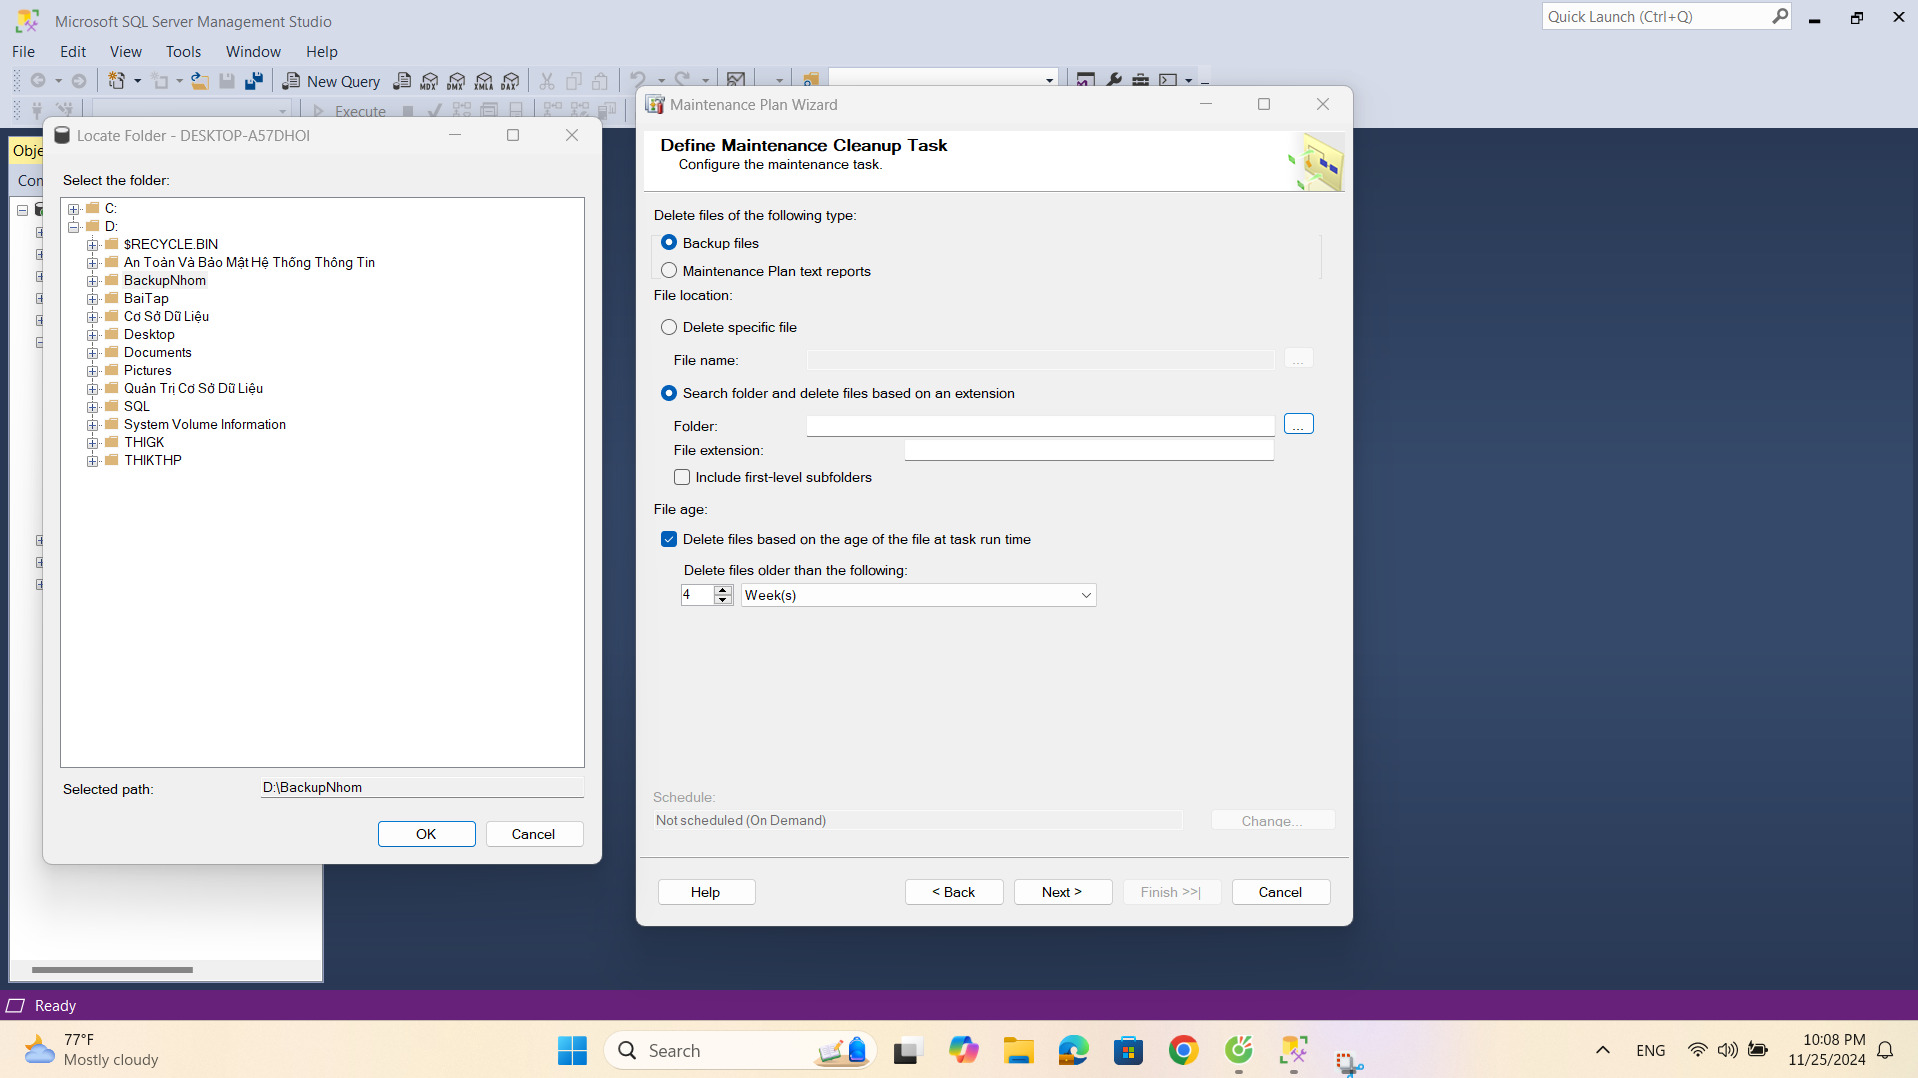 Microsoft SQL Server Management Studio
Quick Launch (Ctrl+Q)
File Edit View Tools Window Help
New Query MDX DMX XMLA DAX
Execute
Obje
Con
Locate Folder - DESKTOP-A57DHOI
Select the folder:
C:
D:
$RECYCLE.BIN
An Toàn Và Bảo Mật Hệ Thống Thông Tin
BackupNhom
BaiTap
Cơ Sở Dữ Liệu
Desktop
Documents
Pictures
Quản Trị Cơ Sở Dữ Liệu
SQL
System Volume Information
THIGK
THIKTHP
Selected path: D:\BackupNhom
OK Cancel
Maintenance Plan Wizard
Define Maintenance Cleanup Task
Configure the maintenance task.
Delete files of the following type:
Backup files
Maintenance Plan text reports
File location:
Delete specific file
File name: ...
Search folder and delete files based on an extension
Folder: ...
File extension:
Include first-level subfolders
File age:
Delete files based on the age of the file at task run time
Delete files older than the following:
4 Week(s)
Schedule:
Not scheduled (On Demand) Change...
Help < Back Next > Finish >>| Cancel
Ready
77°F
Mostly cloudy
Search
ENG
10:08 PM
11/25/2024